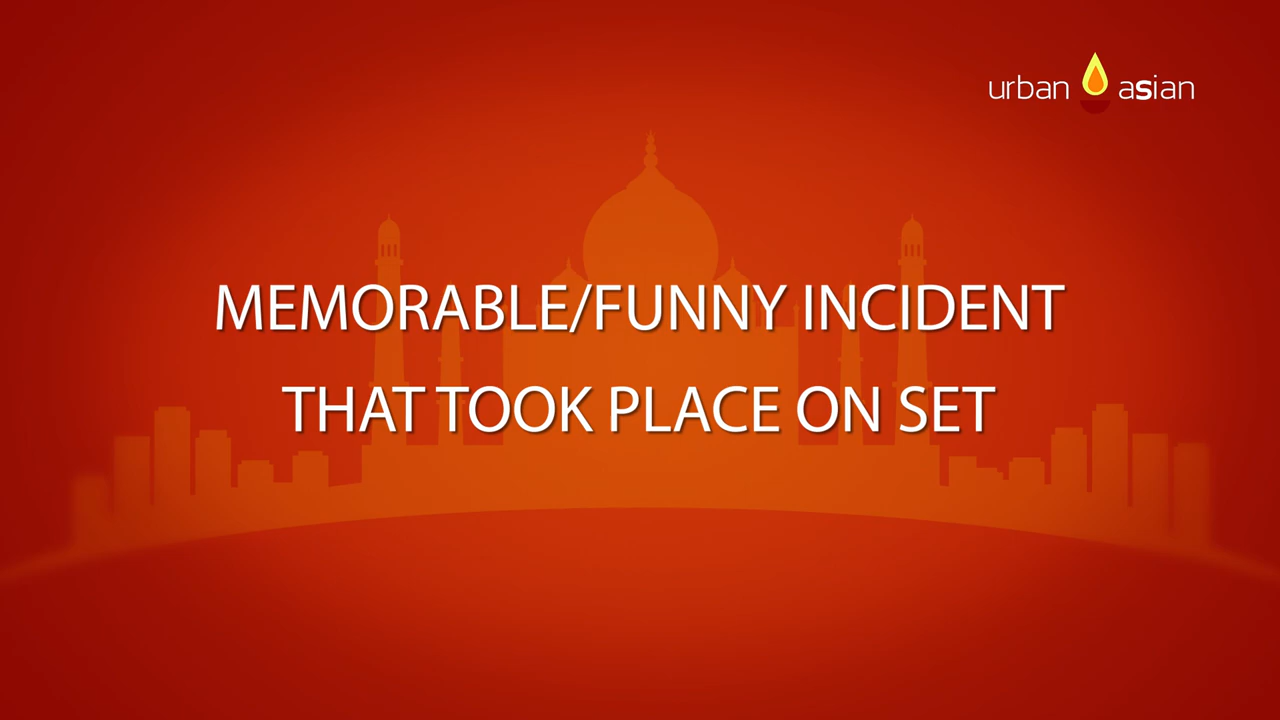 urban asian
MEMORABLE/FUNNY INCIDENT
THAT TOOK PLACE ON SET